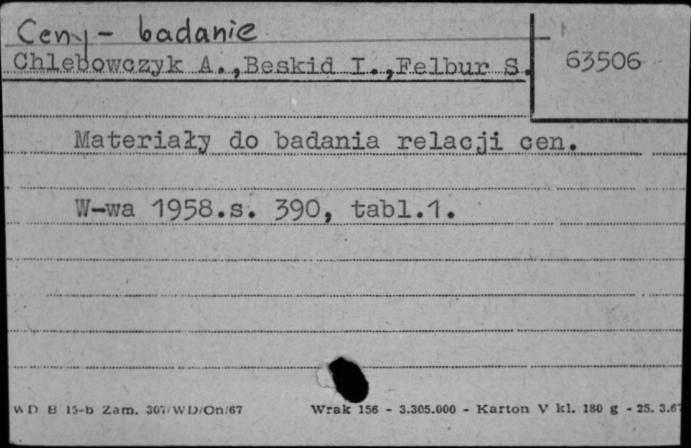 Ceny - badanie
63506
Chlebowczyk A.,Beskid I.,Felbur S.
Materiały do badania relacji cen.
W-wa 1958.s. 390, tabl.1.
WD B 15-b Zam. 307/WD/On/67 Wrak 156 - 3.305.000 - Karton V kl. 180 g - 25. 3.67